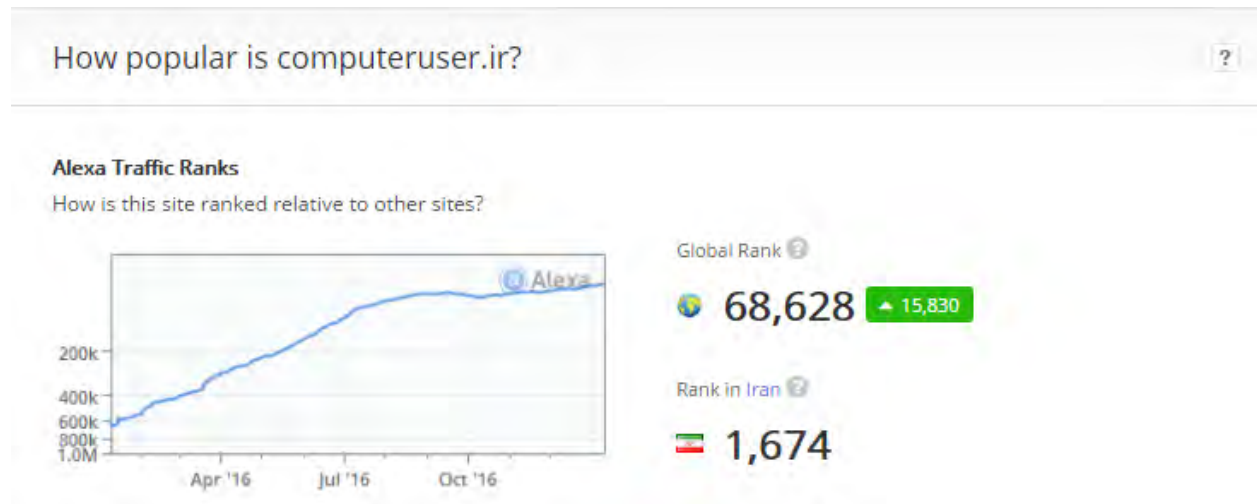 How popular is computeruser.ir?
?
Alexa Traffic Ranks
How is this site ranked relative to other sites?
Alexa
200k
400k
600k
800k
1.0M
Apr '16
Jul '16
Oct '16
Global Rank ?
68,628 15,830
Rank in Iran ?
1,674